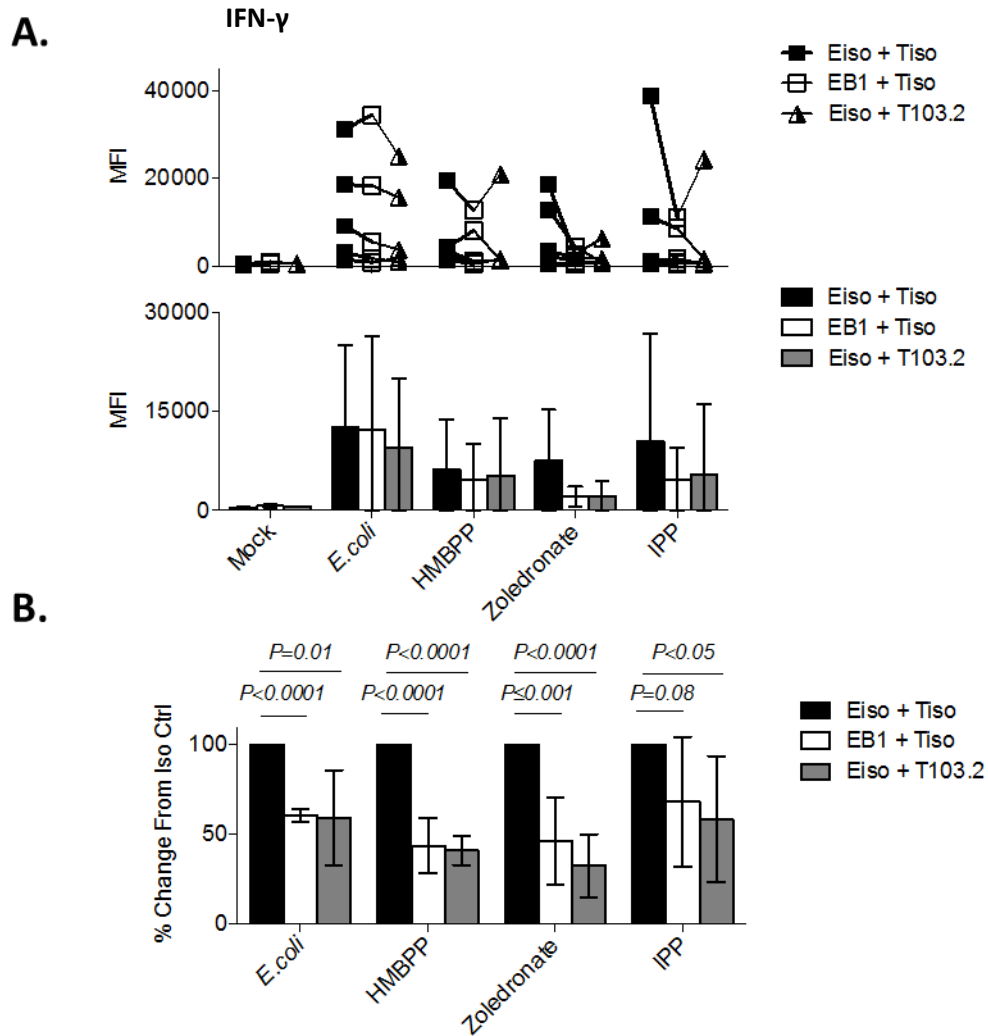 A.
IFN-γ
MFI
40000
20000
0
Eiso + Tiso
EB1 + Tiso
Eiso + T103.2
MFI
30000
15000
0
Eiso + Tiso
EB1 + Tiso
Eiso + T103.2
Mock
E.coli
HMBPP
Zoledronate
IPP
B.
P=0.01
P<0.0001
P<0.0001
P<0.05
P<0.0001
P<0.0001
P≤0.001
P=0.08
% Change From Iso Ctrl
100
50
0
Eiso + Tiso
EB1 + Tiso
Eiso + T103.2
E.coli
HMBPP
Zoledronate
IPP